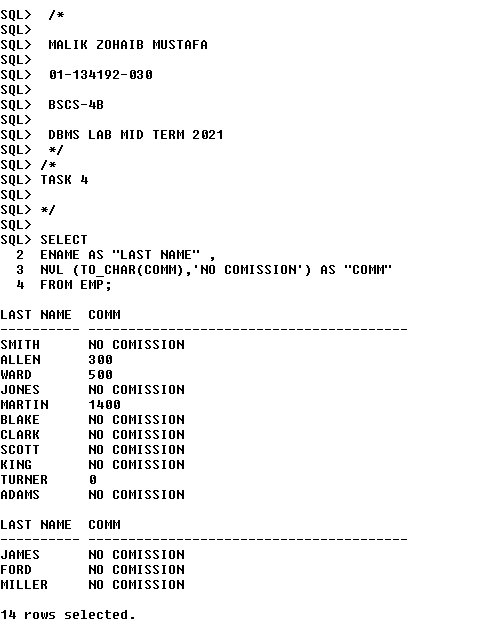 SQL>  /*
SQL>
SQL>  MALIK ZOHAIB MUSTAFA
SQL>
SQL>  01-134192-030
SQL>
SQL>  BSCS-4B
SQL>
SQL>  DBMS LAB MID TERM 2021
SQL>  */
SQL> /*
SQL> TASK 4
SQL>
SQL> */
SQL>
SQL> SELECT
  2  ENAME AS "LAST NAME" ,
  3  NVL (TO_CHAR(COMM),'NO COMISSION') AS "COMM"
  4  FROM EMP;
LAST NAME  COMM
---------- ----------------------------------------
SMITH      NO COMISSION
ALLEN      300
WARD       500
JONES      NO COMISSION
MARTIN     1400
BLAKE      NO COMISSION
CLARK      NO COMISSION
SCOTT      NO COMISSION
KING       NO COMISSION
TURNER     0
ADAMS      NO COMISSION
LAST NAME  COMM
---------- ----------------------------------------
JAMES      NO COMISSION
FORD       NO COMISSION
MILLER     NO COMISSION
14 rows selected.